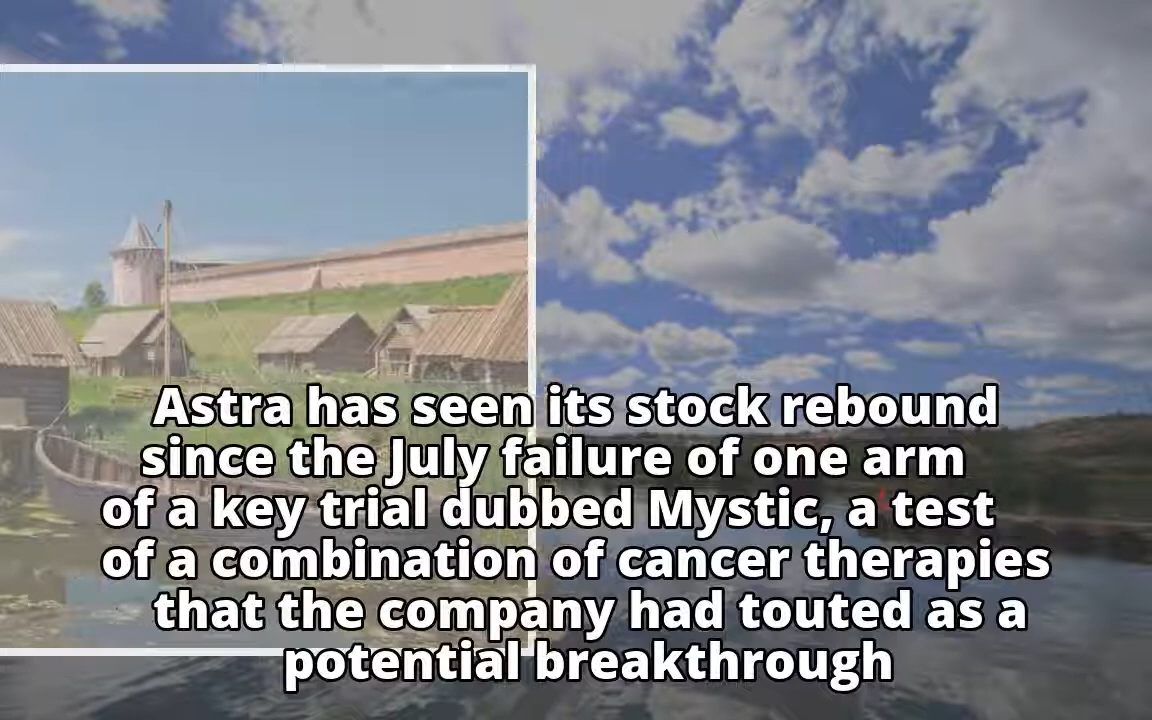 Astra has seen its stock rebound
since the July failure of one arm
of a key trial dubbed Mystic, a test
of a combination of cancer therapies
that the company had touted as a
potential breakthrough